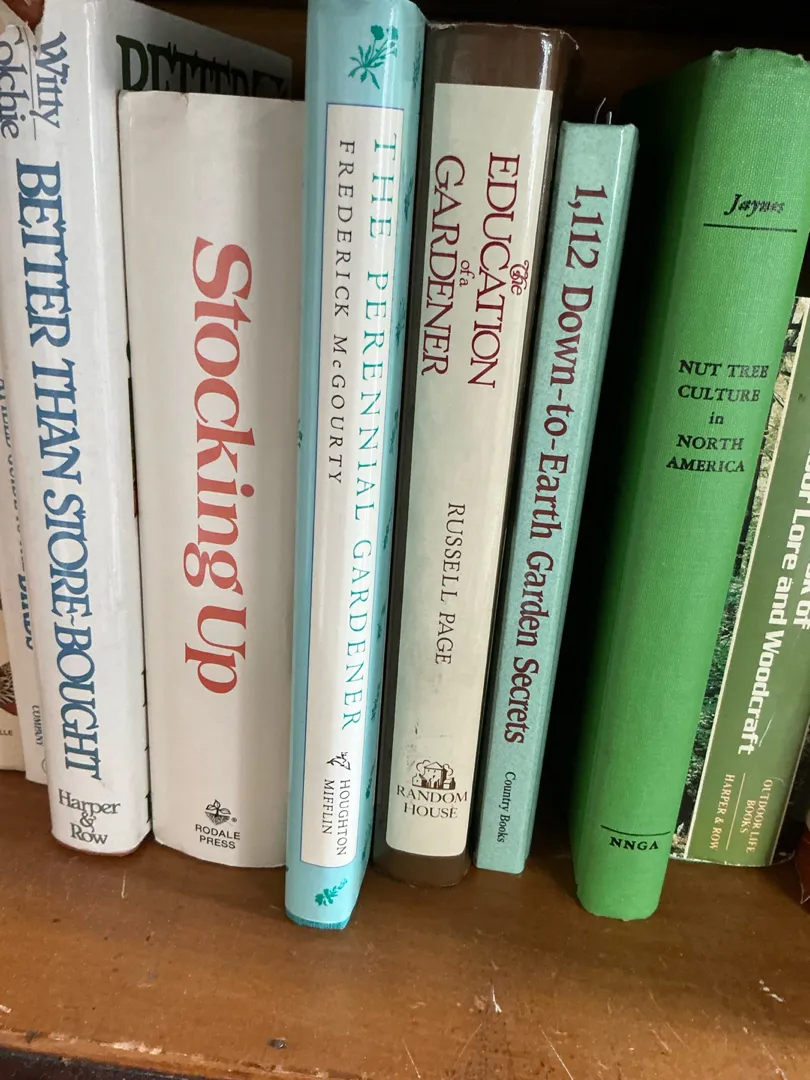 Witty
BETTER THAN STORE-BOUGHT
Harper
&
Row
Stocking Up
RODALE
PRESS
THE PERENNIAL GARDENER
FREDERICK McGOURTY
HOUGHTON
MIFFLIN
The
EDUCATION
of a
GARDENER
RUSSELL PAGE
RANDOM
HOUSE
1,112 Down-to-Earth Garden Secrets
Country Books
Jaynes
NUT TREE
CULTURE
in
NORTH
AMERICA
NNGA
of
Lore and Woodcraft
OUTDOOR LIFE
BOOKS
HARPER & ROW
COMPANY